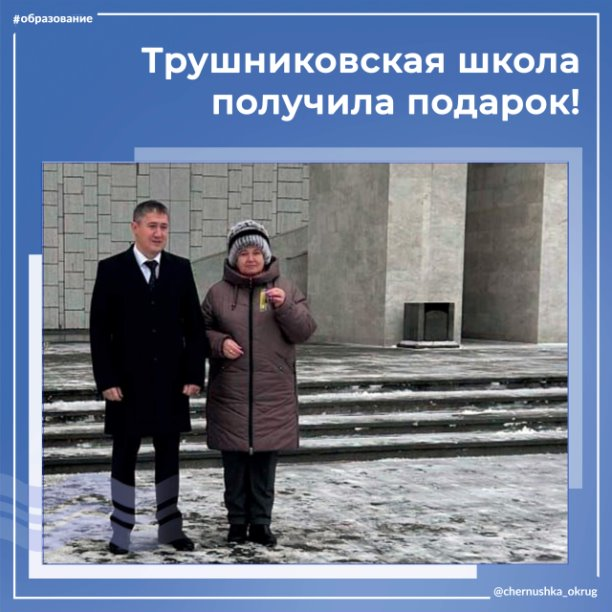 #образование
Трушниковская школа
получила подарок!
@chernushka_okrug